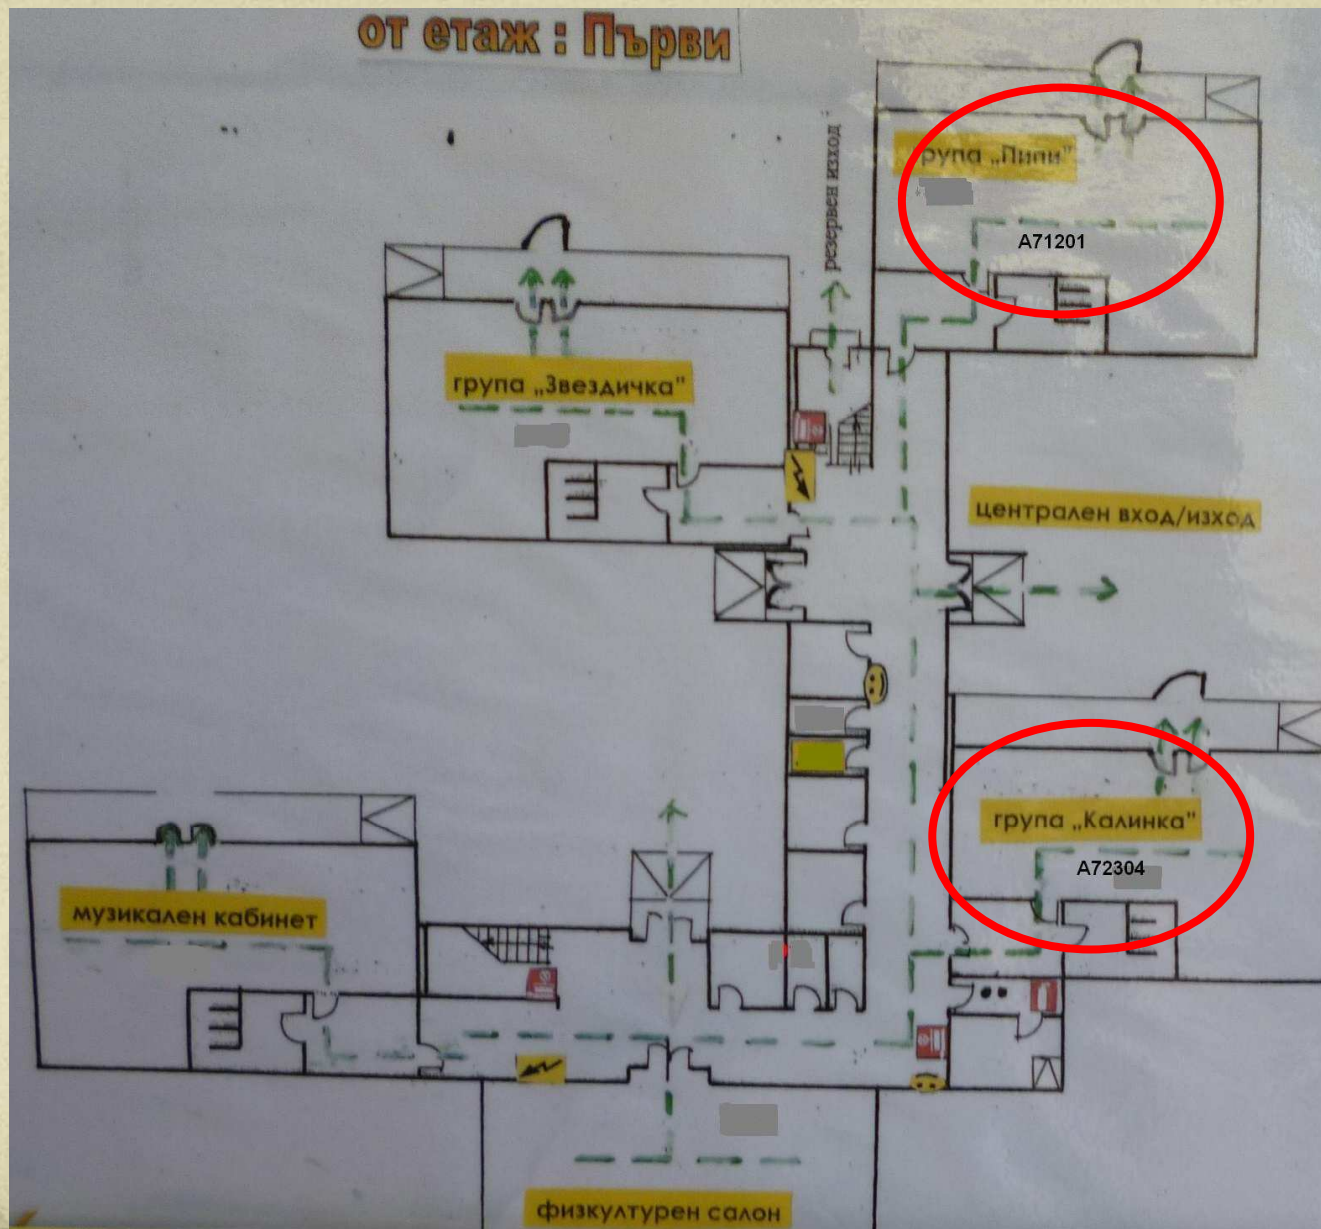 от етаж : Първи
група „Пипи"
резервен изход
A71201
група „Звездичка"
централен вход/изход
група „Калинка"
A72304
музикален кабинет
физкултурен салон